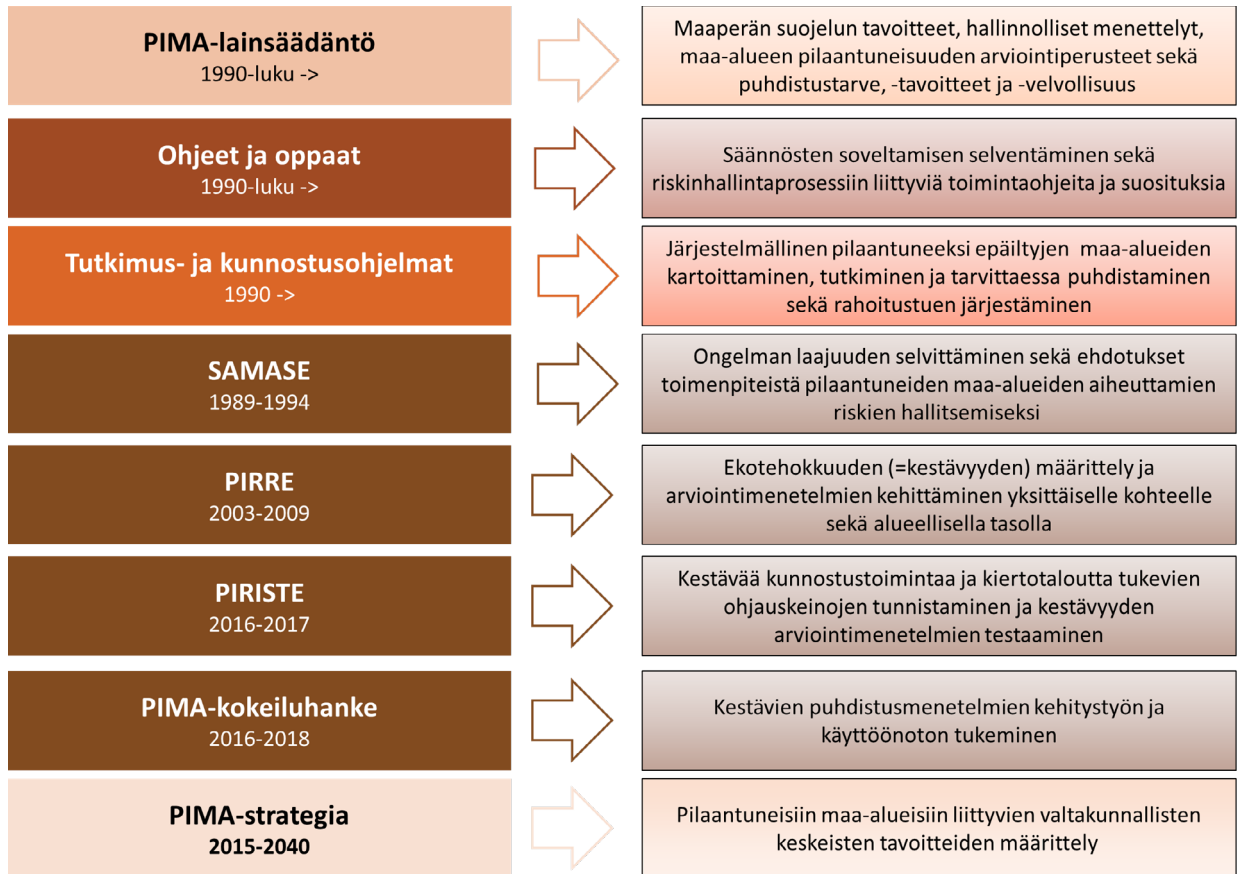 PIMA-lainsäädäntö
1990-luku ->
Maaperän suojelun tavoitteet, hallinnolliset menettelyt,
maa-alueen pilaantuneisuuden arviointiperusteet sekä
puhdistustarve, -tavoitteet ja -velvollisuus
Ohjeet ja oppaat
1990-luku ->
Säännösten soveltamisen selventäminen sekä
riskinhallintaprosessiin liittyviä toimintaohjeita ja suosituksia
Tutkimus- ja kunnostusohjelmat
1990 ->
Järjestelmällinen pilaantuneeksi epäiltyjen maa-alueiden
kartoittaminen, tutkiminen ja tarvittaessa puhdistaminen
sekä rahoitustuen järjestäminen
SAMASE
1989-1994
Ongelman laajuuden selvittäminen sekä ehdotukset
toimenpiteistä pilaantuneiden maa-alueiden aiheuttamien
riskien hallitsemiseksi
PIRRE
2003-2009
Ekotehokkuuden (=kestävyyden) määrittely ja
arviointimenetelmien kehittäminen yksittäiselle kohteelle
sekä alueellisella tasolla
PIRISTE
2016-2017
Kestävää kunnostustoimintaa ja kiertotaloutta tukevien
ohjauskeinojen tunnistaminen ja kestävyyden
arviointimenetelmien testaaminen
PIMA-kokeiluhanke
2016-2018
Kestävien puhdistusmenetelmien kehitystyön ja
käyttöönoton tukeminen
PIMA-strategia
2015-2040
Pilaantuneisiin maa-alueisiin liittyvien valtakunnallisten
keskeisten tavoitteiden määrittely